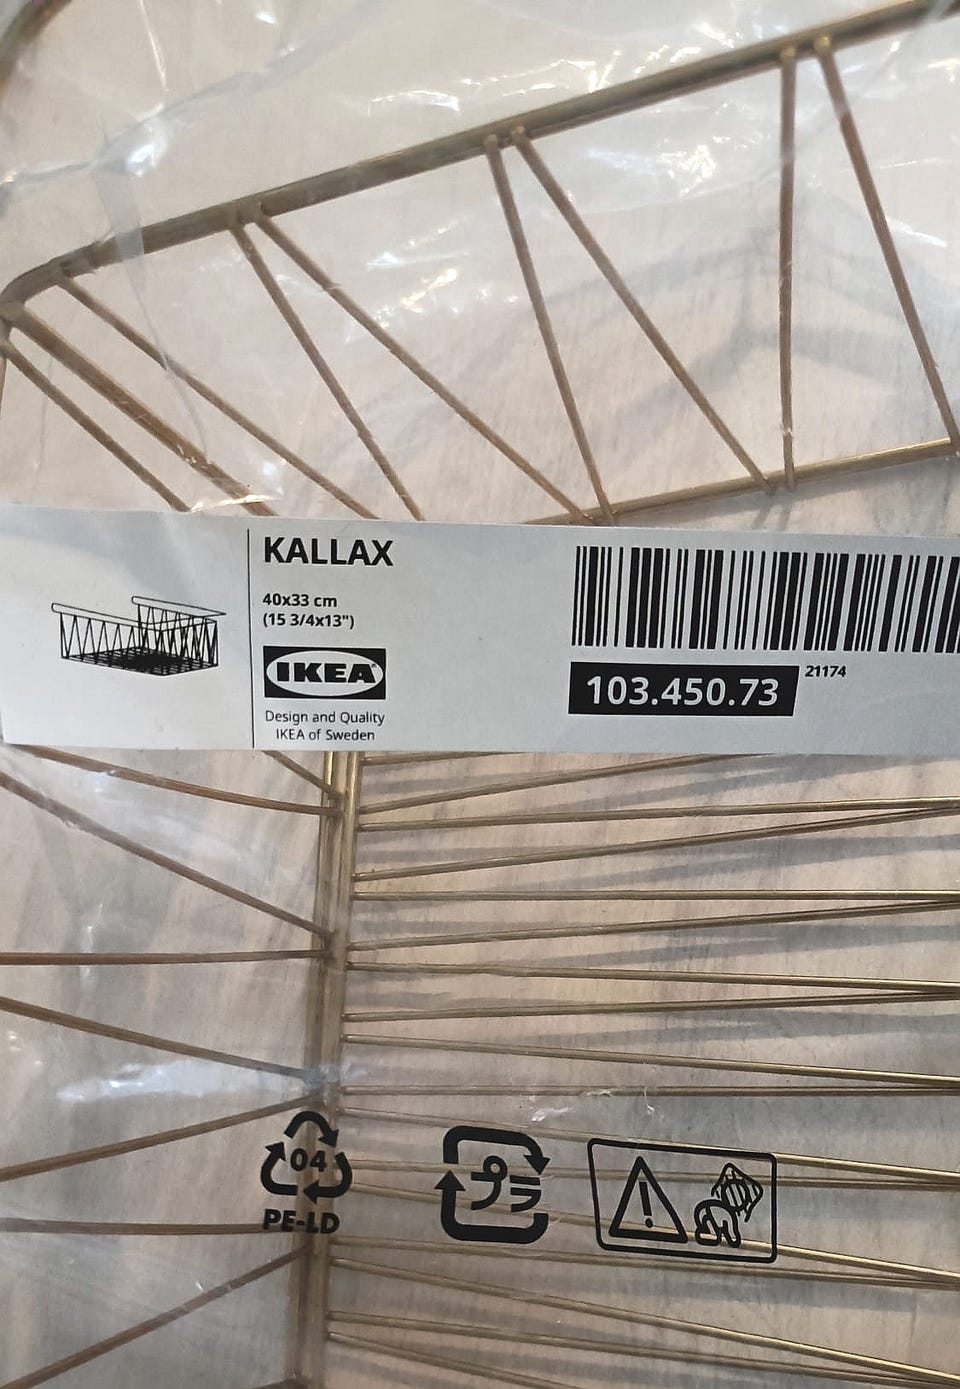 KALLAX
40x33 cm
(15 3/4x13")
IKEA
Design and Quality
IKEA of Sweden
21174
103.450.73
04
PE-LD
プラ